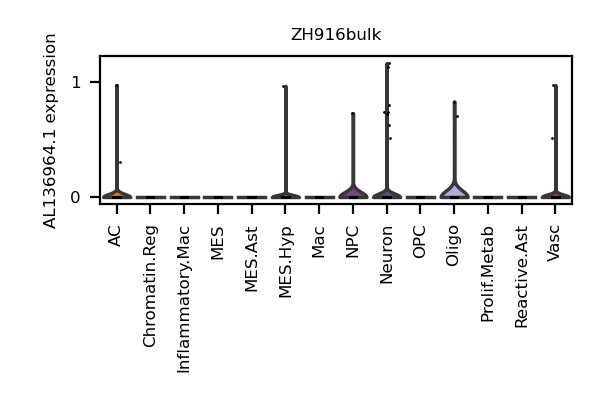 ZH916bulk
AL136964.1 expression
1
0
AC
Chromatin.Reg
Inflammatory.Mac
MES
MES.Ast
MES.Hyp
Mac
NPC
Neuron
OPC
Oligo
Prolif.Metab
Reactive.Ast
Vasc